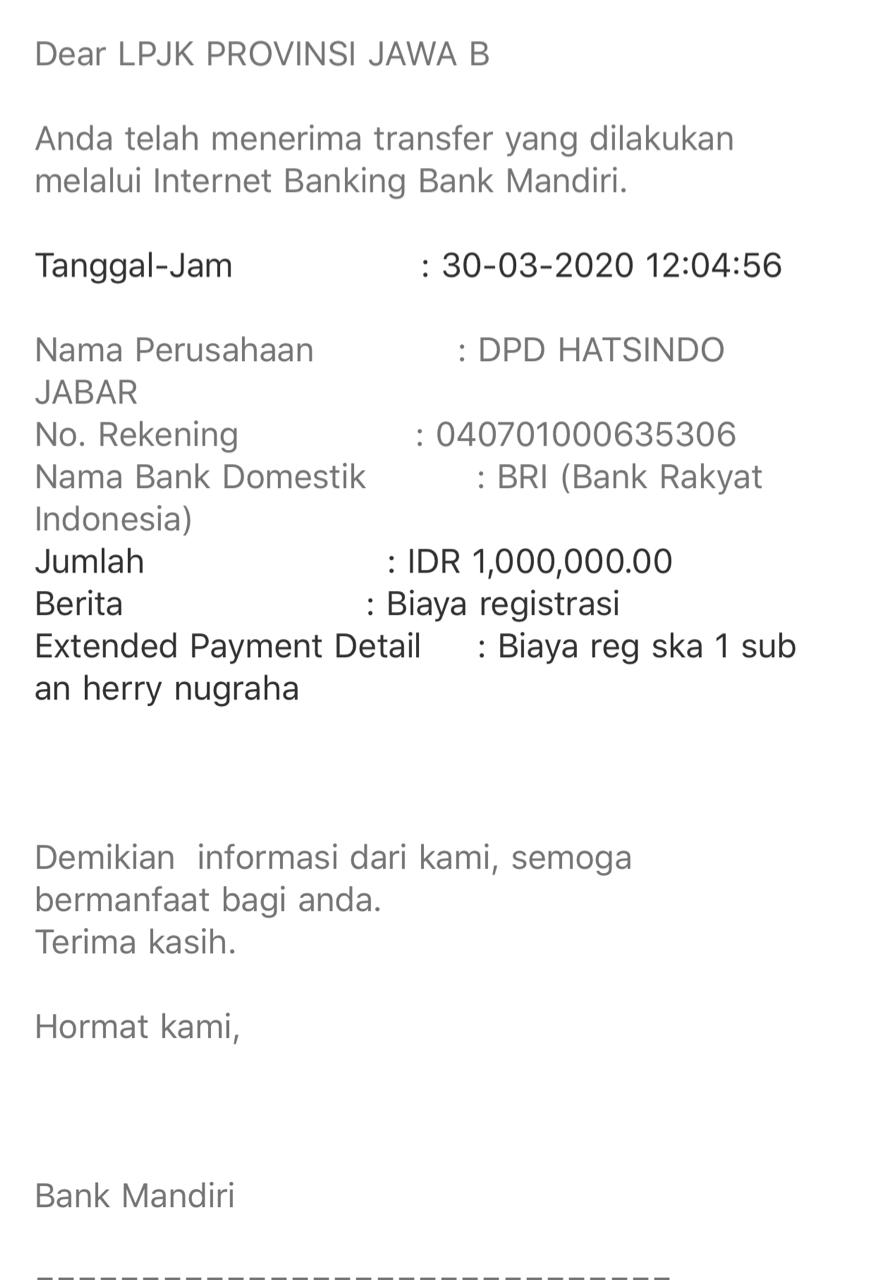 Dear LPJK PROVINSI JAWA B
Anda telah menerima transfer yang dilakukan
melalui Internet Banking Bank Mandiri.
Tanggal-Jam : 30-03-2020 12:04:56
Nama Perusahaan : DPD HATSINDO
JABAR
No. Rekening : 040701000635306
Nama Bank Domestik : BRI (Bank Rakyat
Indonesia)
Jumlah : IDR 1,000,000.00
Berita : Biaya registrasi
Extended Payment Detail : Biaya reg ska 1 sub
an herry nugraha
Demikian informasi dari kami, semoga
bermanfaat bagi anda.
Terima kasih.
Hormat kami,
Bank Mandiri
------------------------------